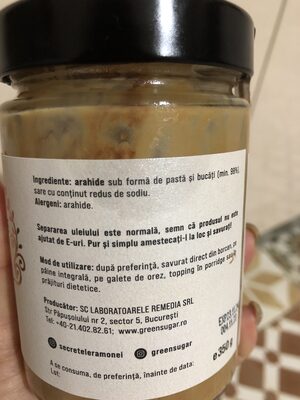 Ingrediente: arahide sub formă de pastă și bucăți (min. 98%),
sare cu conținut redus de sodiu.
Alergeni: arahide.
Separarea uleiului este normală, semn că produsul nu este
ajutat de E-uri. Pur și simplu amestecați-l la loc și savurați!
Mod de utilizare: după preferință, savurat direct din borcan, pe
pâine integrală, pe galete de orez, topping în porridge sau în
prăjituri dietetice.
Producător: SC LABORATOARELE REMEDIA SRL
Str Păpușoiului nr 2, sector 5, București
Tel: +40-21.402.82.61; www.greensugar.ro
secreteleramonei greensugar
A se consuma, de preferință, înainte de data:
Lot:
e350g